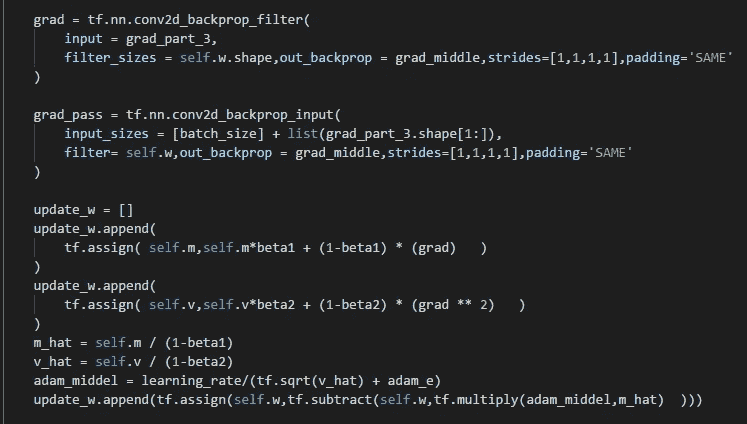 grad = tf.nn.conv2d_backprop_filter(
    input = grad_part_3,
    filter_sizes = self.w.shape,out_backprop = grad_middle,strides=[1,1,1,1],padding='SAME'
)
grad_pass = tf.nn.conv2d_backprop_input(
    input_sizes = [batch_size] + list(grad_part_3.shape[1:]),
    filter= self.w,out_backprop = grad_middle,strides=[1,1,1,1],padding='SAME'
)
update_w = []
update_w.append(
    tf.assign( self.m,self.m*beta1 + (1-beta1) * (grad)   )
)
update_w.append(
    tf.assign( self.v,self.v*beta2 + (1-beta2) * (grad ** 2)   )
)
m_hat = self.m / (1-beta1)
v_hat = self.v / (1-beta2)
adam_middel = learning_rate/(tf.sqrt(v_hat) + adam_e)
update_w.append(tf.assign(self.w,tf.subtract(self.w,tf.multiply(adam_middel,m_hat)  )))